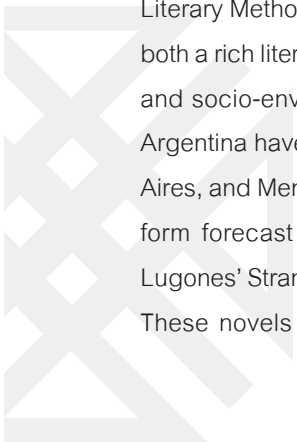 Literary Metho
both a rich liter
and socio-env
Argentina have
Aires, and Mer
form forecast
Lugones’ Stran
These novels